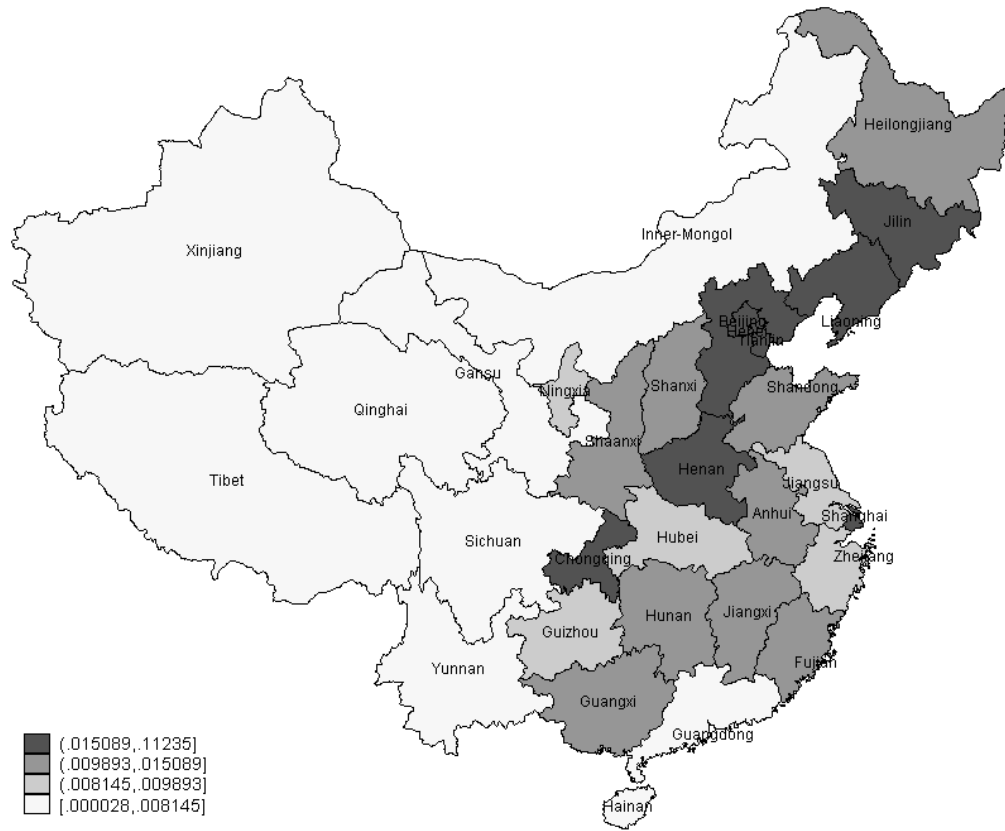 Heilongjiang
Jilin
Xinjiang
Inner-Mongol
Beijing
Hebei
Tianjin
Liaoning
Gansu
Ningxia
Shanxi
Shandong
Qinghai
Shaanxi
Henan
Tibet
Jiangsu
Anhui
Shanghai
Sichuan
Hubei
Chongqing
Zhejiang
Guizhou
Hunan
Jiangxi
Yunnan
Fujian
Guangxi
Guangdong
Hainan
(.015089,.11235]
(.009893,.015089]
(.008145,.009893]
[.000028,.008145]